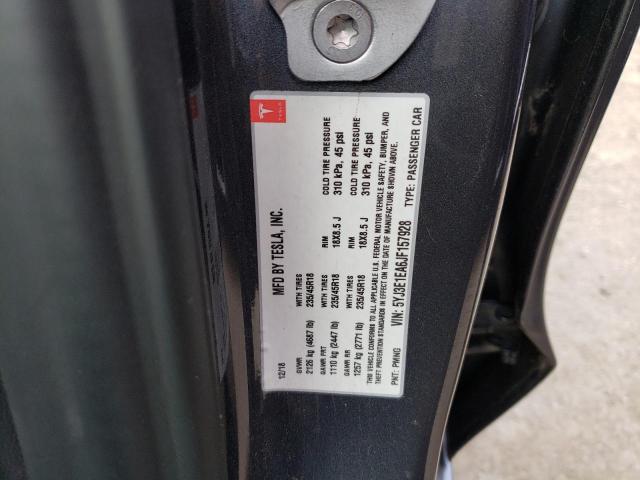 TESLA
MFD BY TESLA, INC.
12/18
GVWR WITH TIRES RIM COLD TIRE PRESSURE
2126 kg (4687 lb) 235/45R18 18X8.5 J 310 kPa, 45 psi
GAWR FRT WITH TIRES RIM COLD TIRE PRESSURE
1110 kg (2447 lb) 235/45R18 18X8.5 J 310 kPa, 45 psi
GAWR RR WITH TIRES
1257 kg (2771 lb) 235/45R18
THIS VEHICLE CONFORMS TO ALL APPLICABLE U.S. FEDERAL MOTOR VEHICLE SAFETY, BUMPER, AND
THEFT PREVENTION STANDARDS IN EFFECT ON THE DATE OF MANUFACTURE SHOWN ABOVE.
PNT: PMNG VIN: 5YJ3E1EA6JF157928 TYPE: PASSENGER CAR